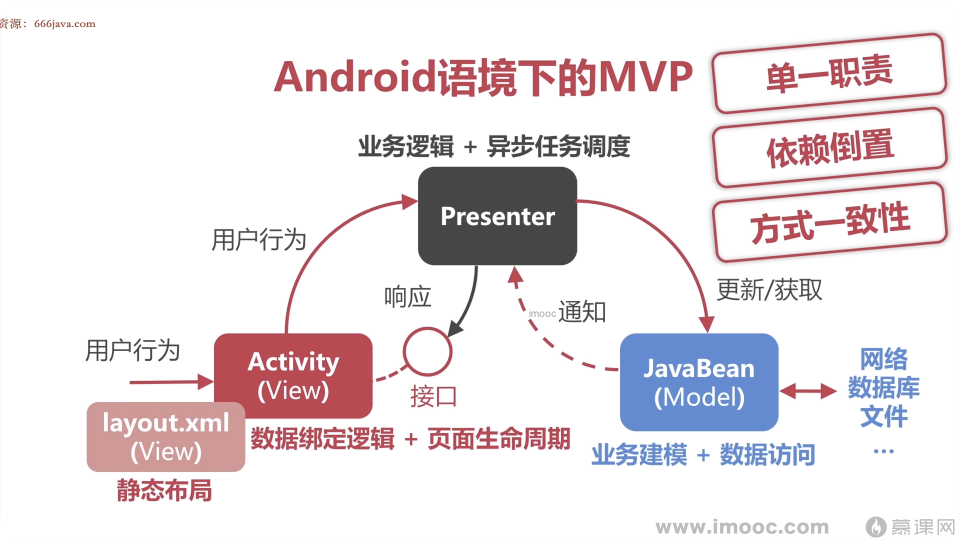 资源：666java.com
Android语境下的MVP
单一职责
依赖倒置
方式一致性
业务逻辑 + 异步任务调度
Presenter
用户行为
响应
imooc
通知
更新/获取
用户行为
Activity
(View)
接口
JavaBean
(Model)
网络
数据库
文件
...
layout.xml
(View)
数据绑定逻辑 + 页面生命周期
业务建模 + 数据访问
静态布局
www.imooc.com
慕课网